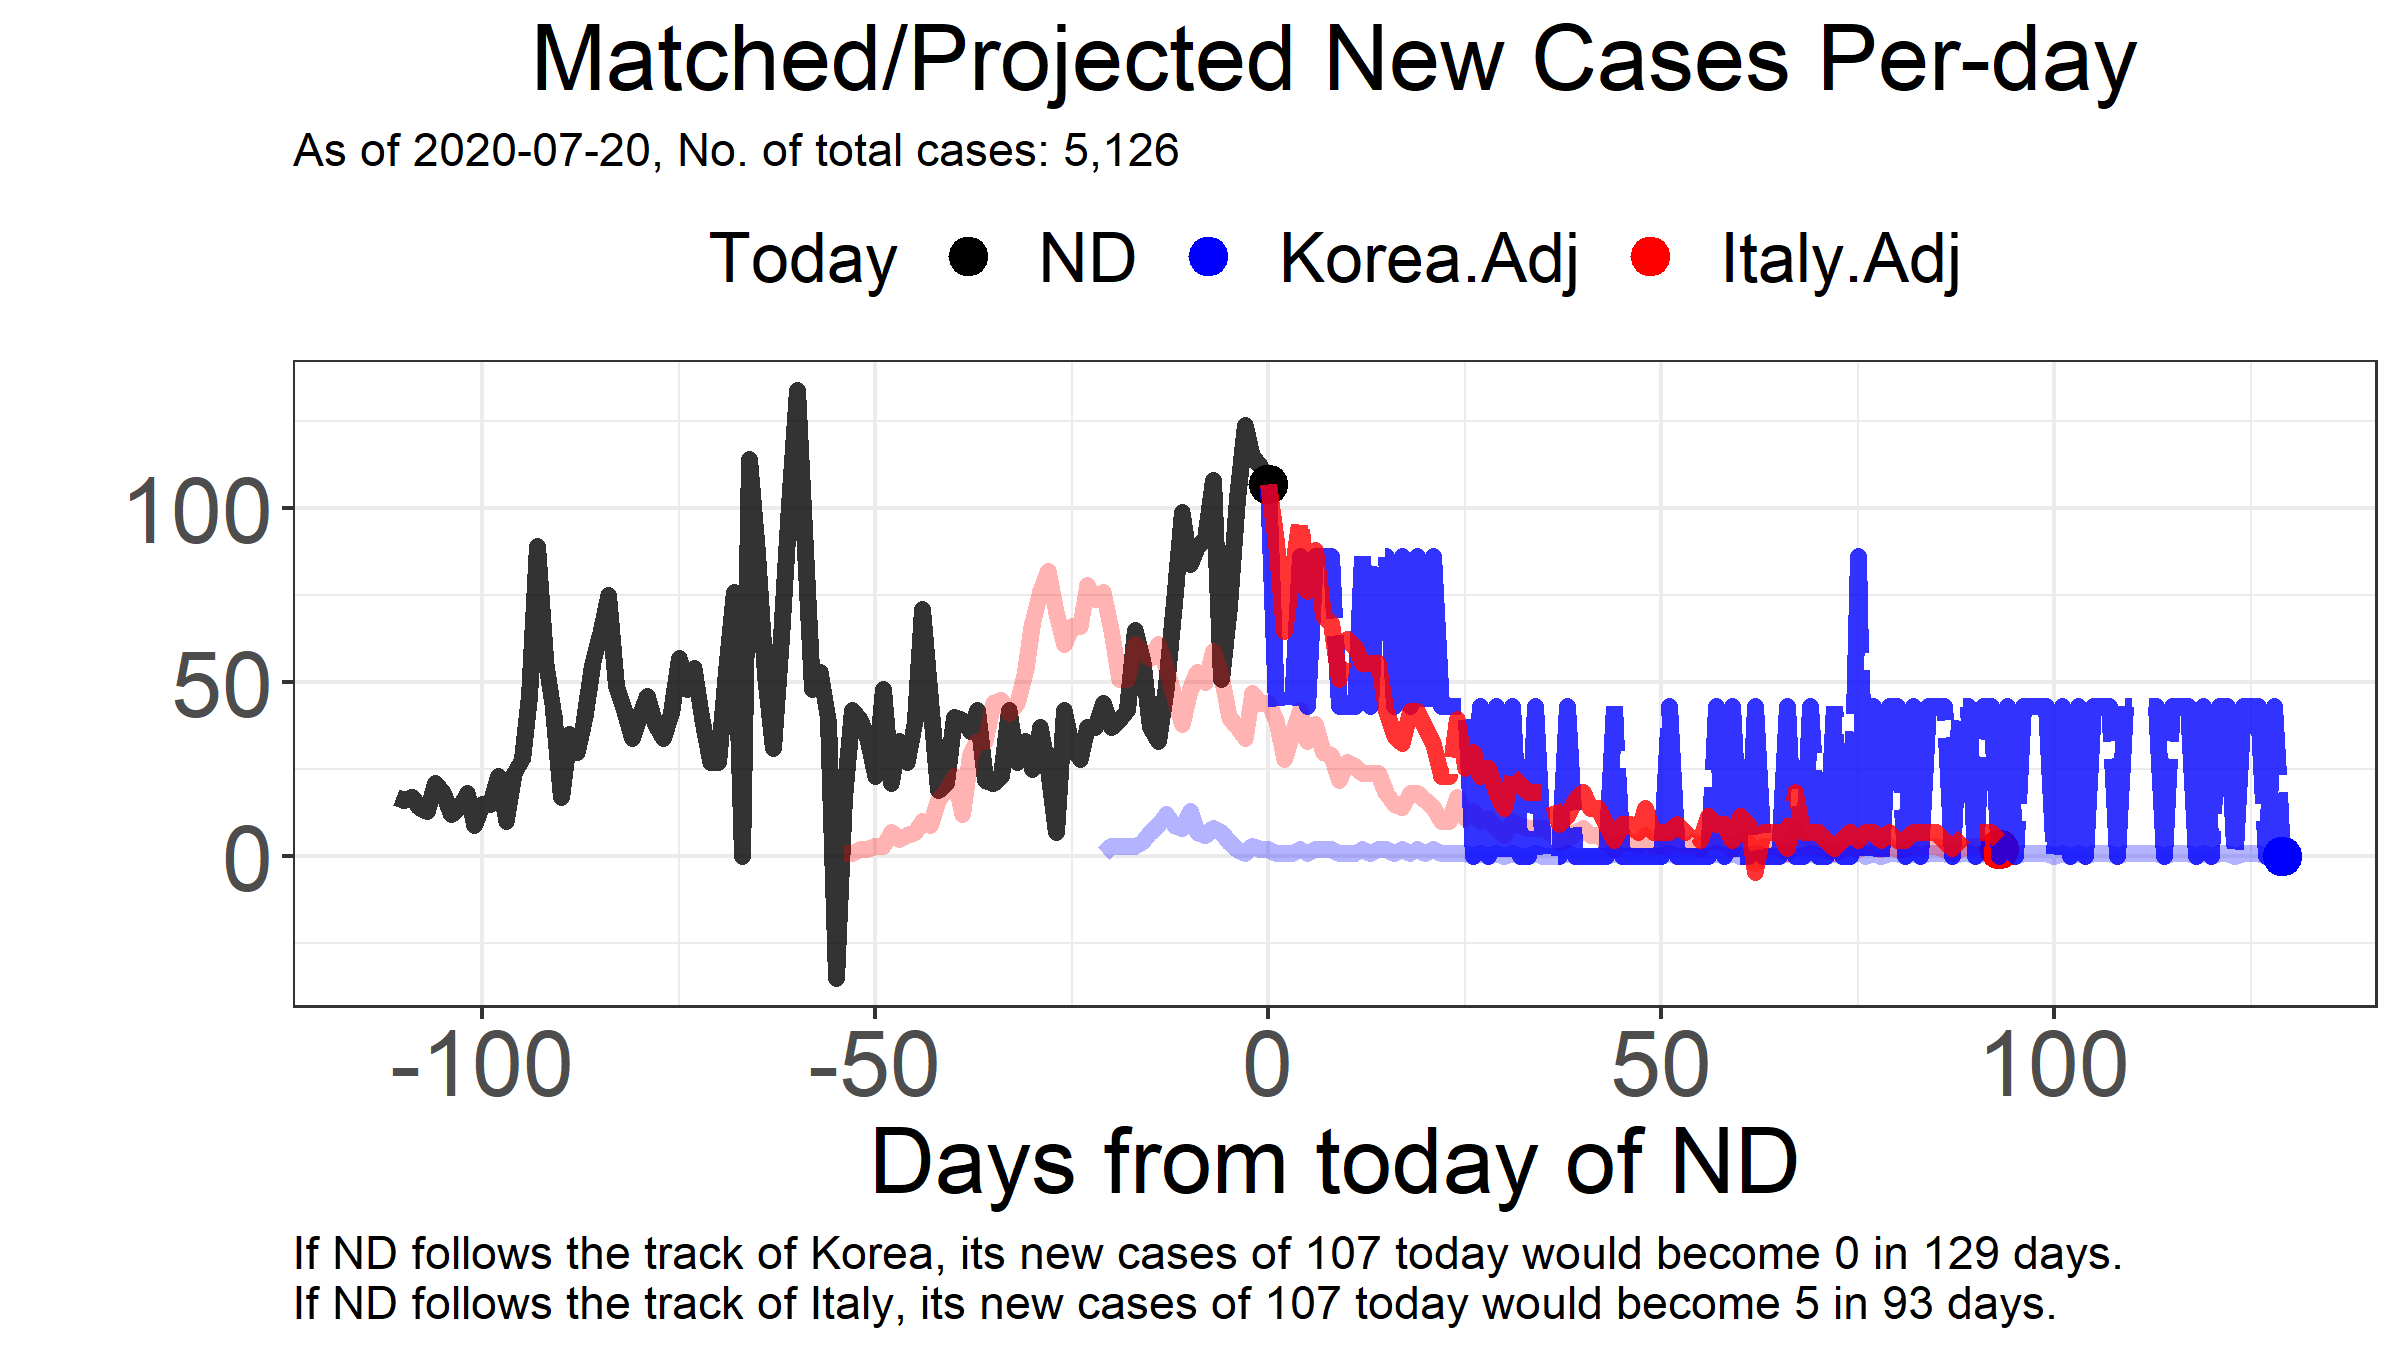 Matched/Projected New Cases Per-day
As of 2020-07-20, No. of total cases: 5,126
Today ND Korea.Adj Italy.Adj
100
50
0
-100 -50 0 50 100
Days from today of ND
If ND follows the track of Korea, its new cases of 107 today would become 0 in 129 days.
If ND follows the track of Italy, its new cases of 107 today would become 5 in 93 days.